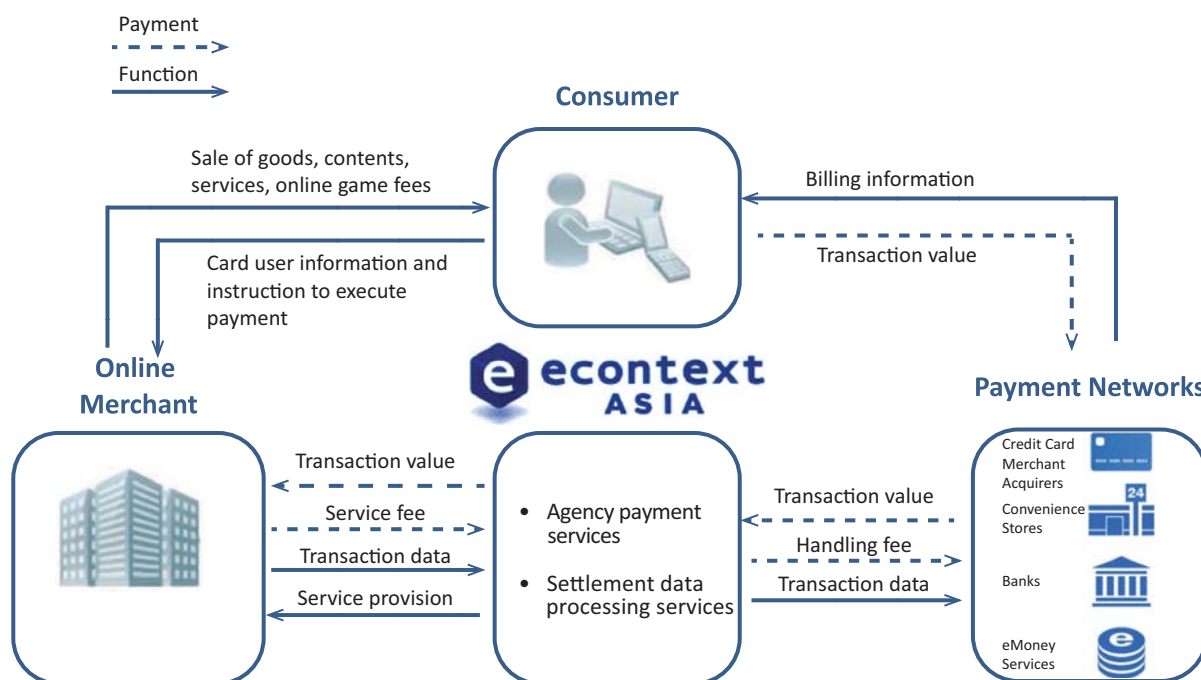 Payment
Function
Consumer
Sale of goods, contents,
services, online game fees
Billing information
Transaction value
Card user information and
instruction to execute
payment
Online
Merchant
e econtext
ASIA
Payment Networks
Transaction value
Service fee
Transaction data
Service provision
• Agency payment
services
• Settlement data
processing services
Transaction value
Handling fee
Transaction data
Credit Card
Merchant
Acquirers
24
Convenience
Stores
Banks
eMoney
Services
e